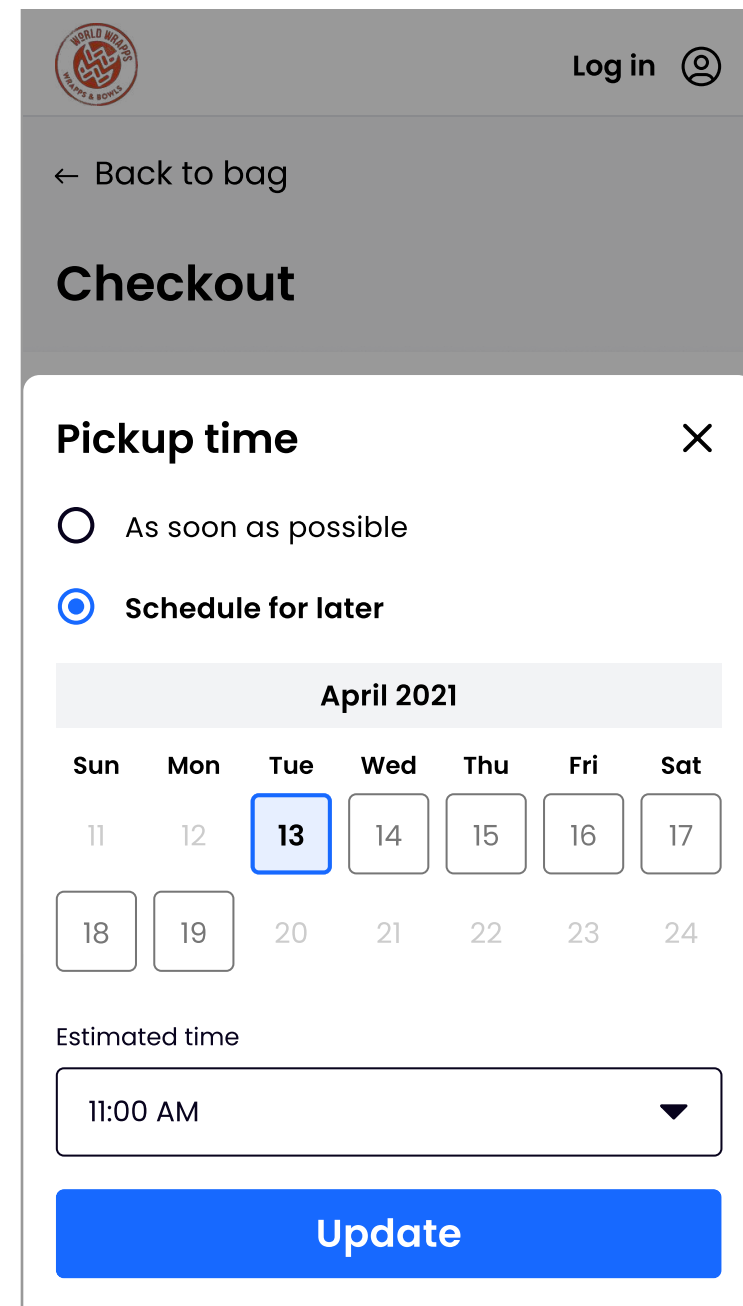 WORLD WRAPPS
WRAPPS & BOWLS
Log in
← Back to bag
Checkout
Pickup time
As soon as possible
Schedule for later
April 2021
Sun Mon Tue Wed Thu Fri Sat
11 12 13 14 15 16 17
18 19 20 21 22 23 24
Estimated time
11:00 AM
Update